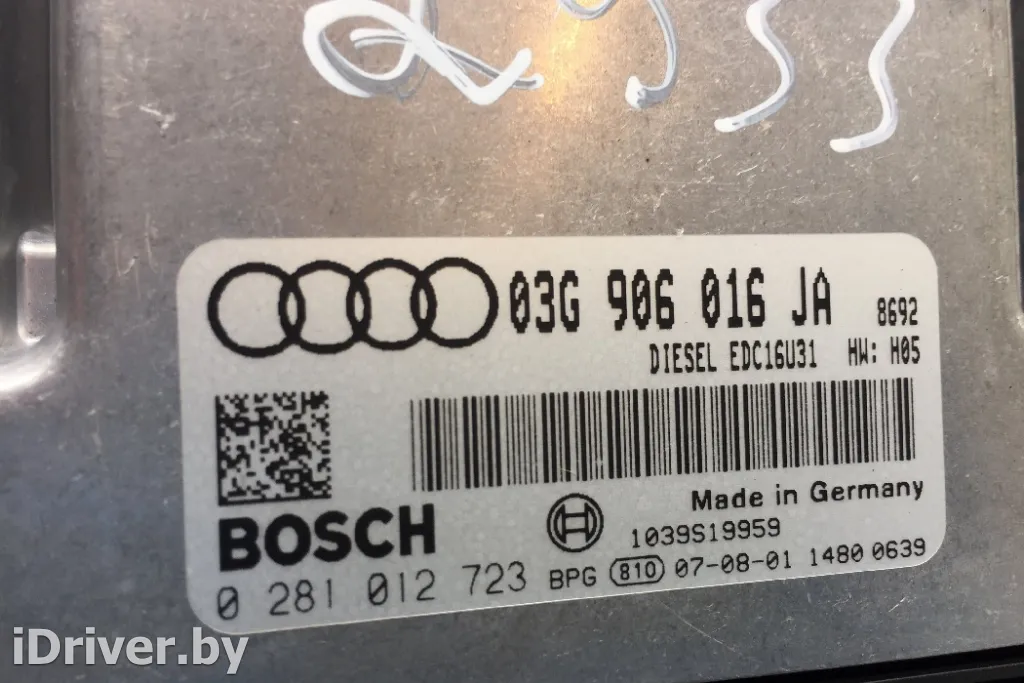 03G 906 016 JA 8692
DIESEL EDC16U31 HW: H05
Made in Germany
BOSCH
1039S19959
0 281 012 723 BPG 810 07-08-01 1480 0639
iDriver.by